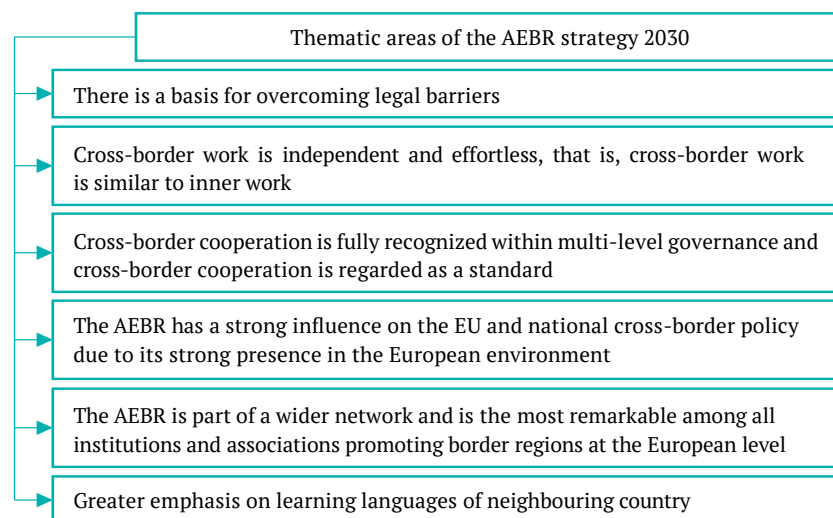 Thematic areas of the AEBR strategy 2030
There is a basis for overcoming legal barriers
Cross-border work is independent and effortless, that is, cross-border work
is similar to inner work
Cross-border cooperation is fully recognized within multi-level governance and
cross-border cooperation is regarded as a standard
The AEBR has a strong influence on the EU and national cross-border policy
due to its strong presence in the European environment
The AEBR is part of a wider network and is the most remarkable among all
institutions and associations promoting border regions at the European level
Greater emphasis on learning languages of neighbouring country